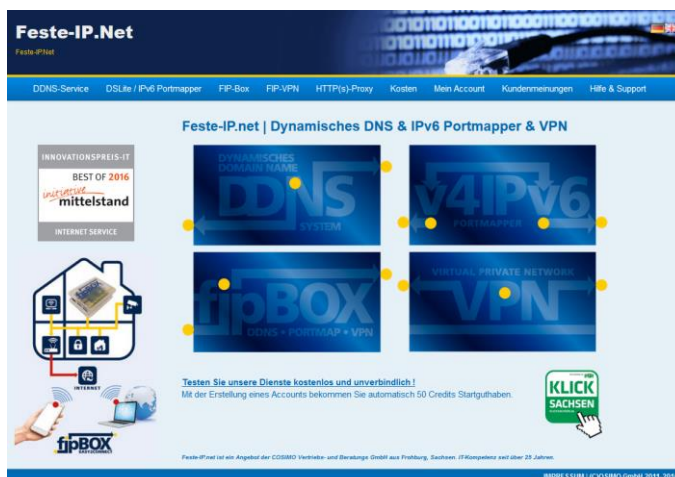 Feste-IP.Net
Feste-IPNet
DDNS-Service DSLite / IPv6 Portmapper FIP-Box FIP-VPN HTTP(s)-Proxy Kosten Mein Account Kundenmeinungen Hilfe & Support
Feste-IP.net | Dynamisches DNS & IPv6 Portmapper & VPN
INNOVATIONSPREIS-IT
BEST OF 2016
initiative
mittelstand
INTERNET SERVICE
DYNAMISCHES
DOMAIN NAME
DDNS
SYSTEM
v4IPv6
PORTMAPPER
fipBOX
DDNS • PORTMAP • VPN
VIRTUAL PRIVATE NETWORK
VPN
INTERNET
fipBOX
Testen Sie unsere Dienste kostenlos und unverbindlich !
Mit der Erstellung eines Accounts bekommen Sie automatisch 50 Credits Startguthaben.
KLICK
SACHSEN
Feste-IP.net ist ein Angebot der COSIMO Vertriebs- und Beratungs GmbH aus Frohburg, Sachsen. IT-Kompetenz seit über 25 Jahren.
IMPRESSUM | (C)OSIMO GmbH 2011